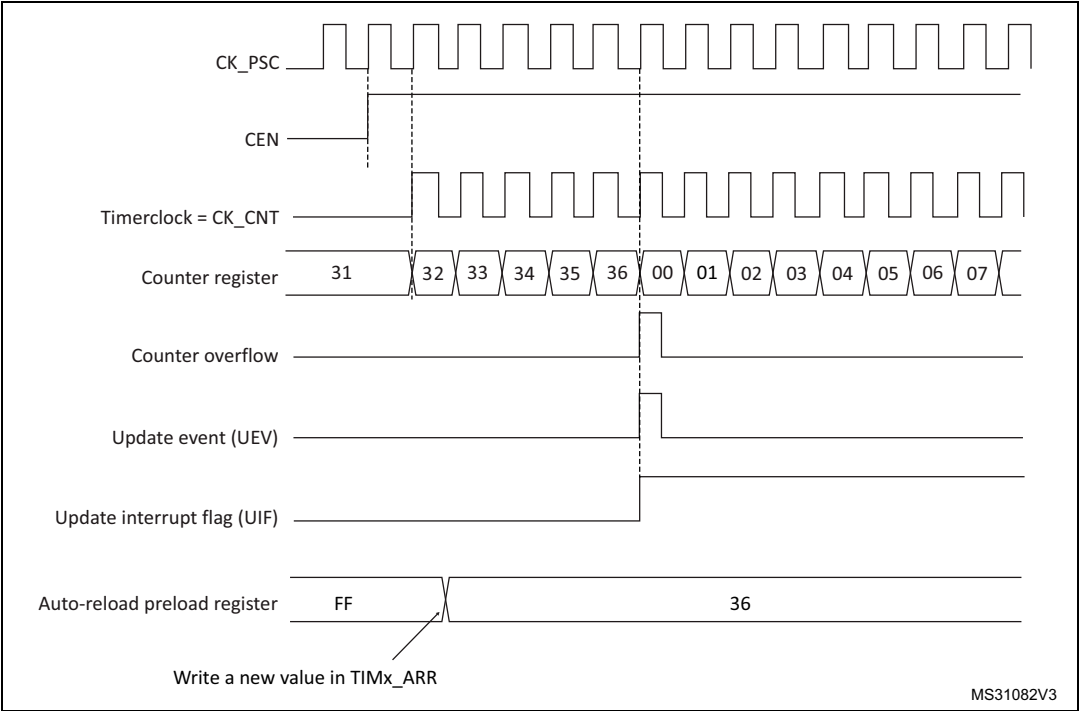 CK_PSC
CEN
Timerclock = CK_CNT
Counter register 31 32 33 34 35 36 00 01 02 03 04 05 06 07
Counter overflow
Update event (UEV)
Update interrupt flag (UIF)
Auto-reload preload register FF 36
Write a new value in TIMx_ARR
MS31082V3